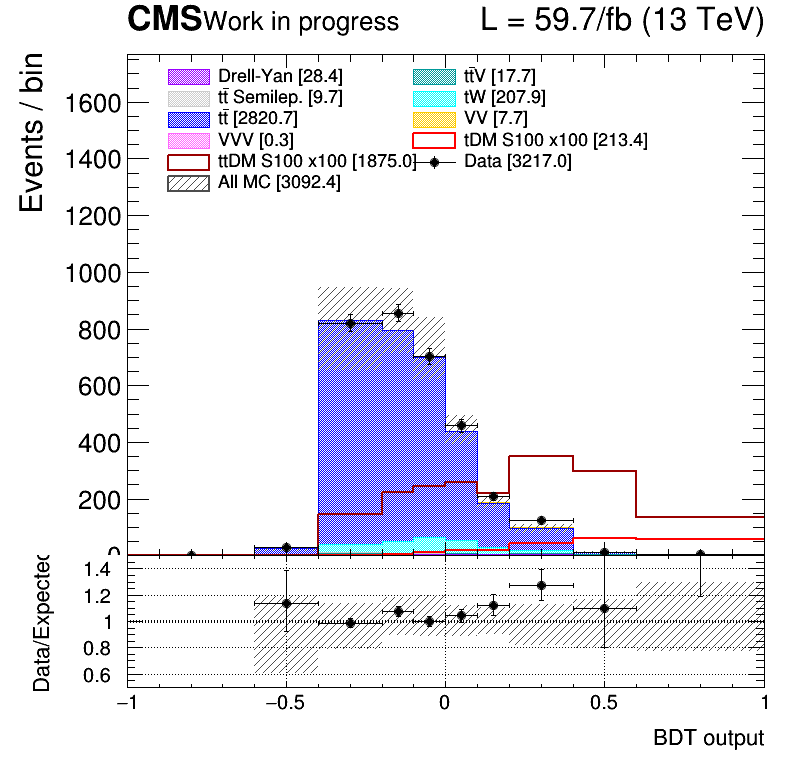 CMS Work in progress L = 59.7/fb (13 TeV)
Events / bin
Drell-Yan [28.4] tt̄V [17.7]
tt̄ Semilep. [9.7] tW [207.9]
tt̄ [2820.7] VV [7.7]
VVV [0.3] tDM S100 x100 [213.4]
ttDM S100 x100 [1875.0] Data [3217.0]
All MC [3092.4]
1600
1400
1200
1000
800
600
400
200
0
Data/Expected
1.4
1.2
1
0.8
0.6
−1 −0.5 0 0.5 1
BDT output